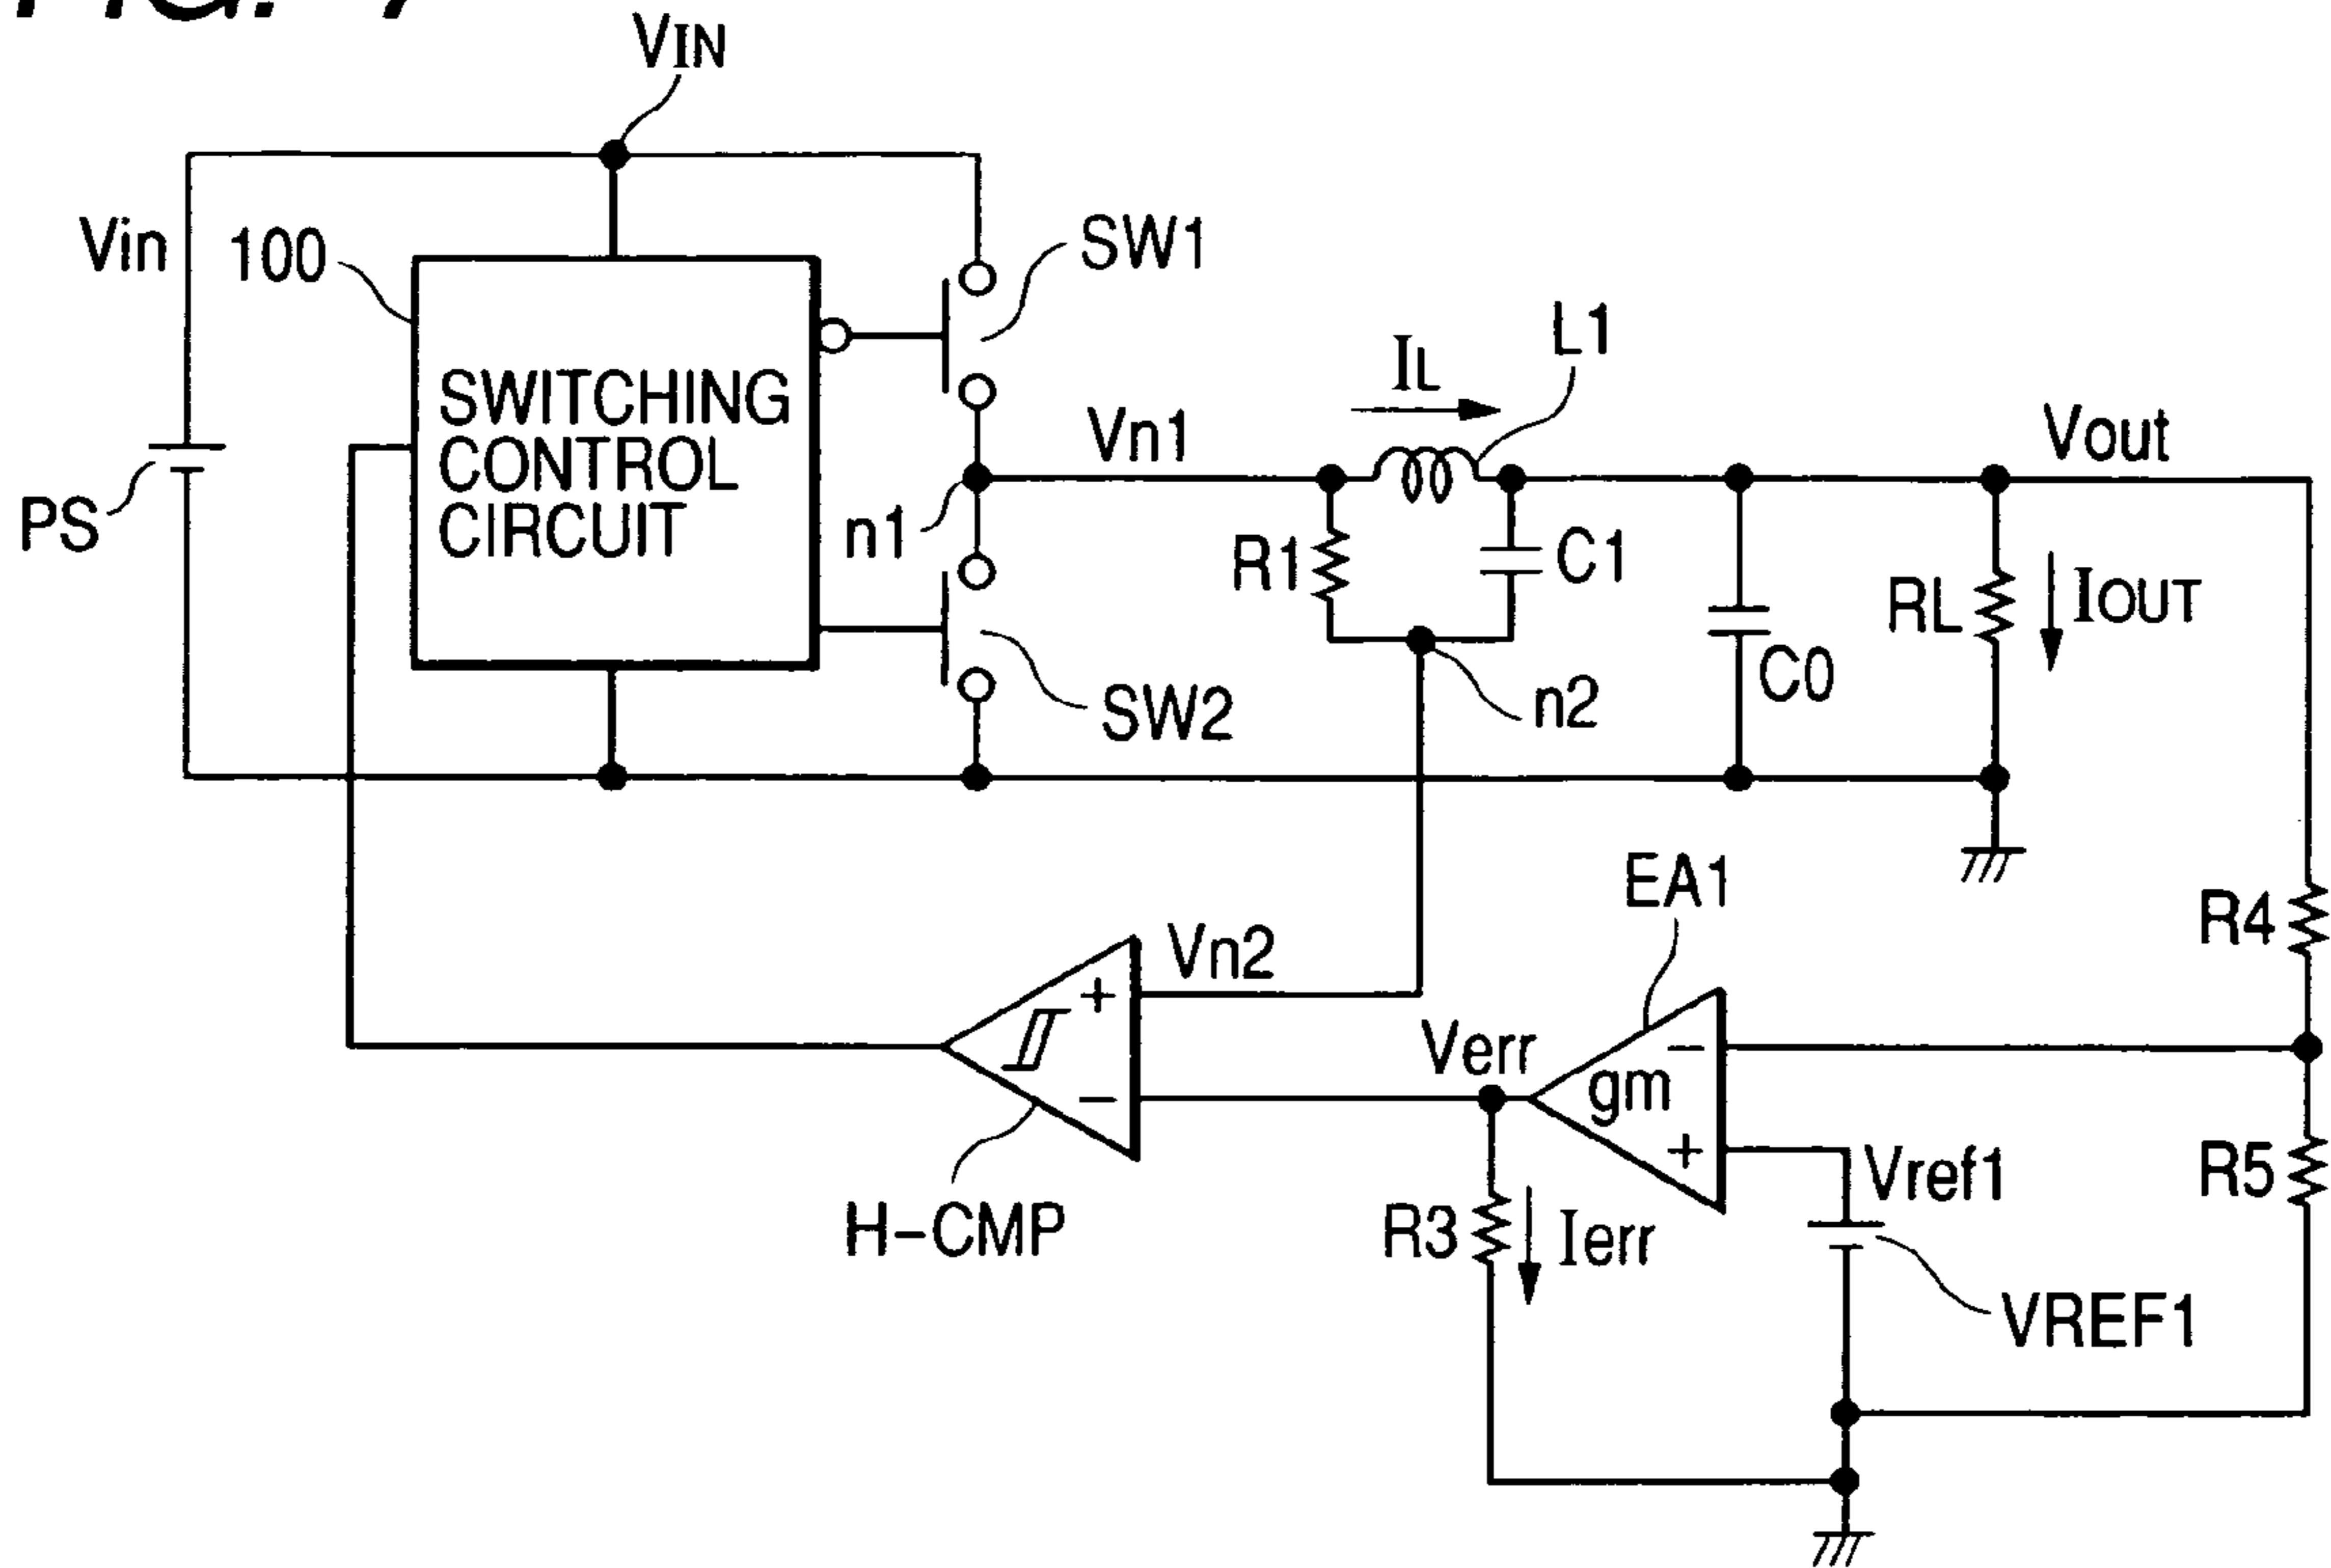 VIN
Vin
100
SW1
SWITCHING
CONTROL
CIRCUIT
PS
n1
Vn1
IL
L1
Vout
R1
C1
RL
IOUT
C0
SW2
n2
EA1
R4
Vn2
+
−
H-CMP
Verr
−
gm
+
Vref1
R5
R3
Ierr
VREF1